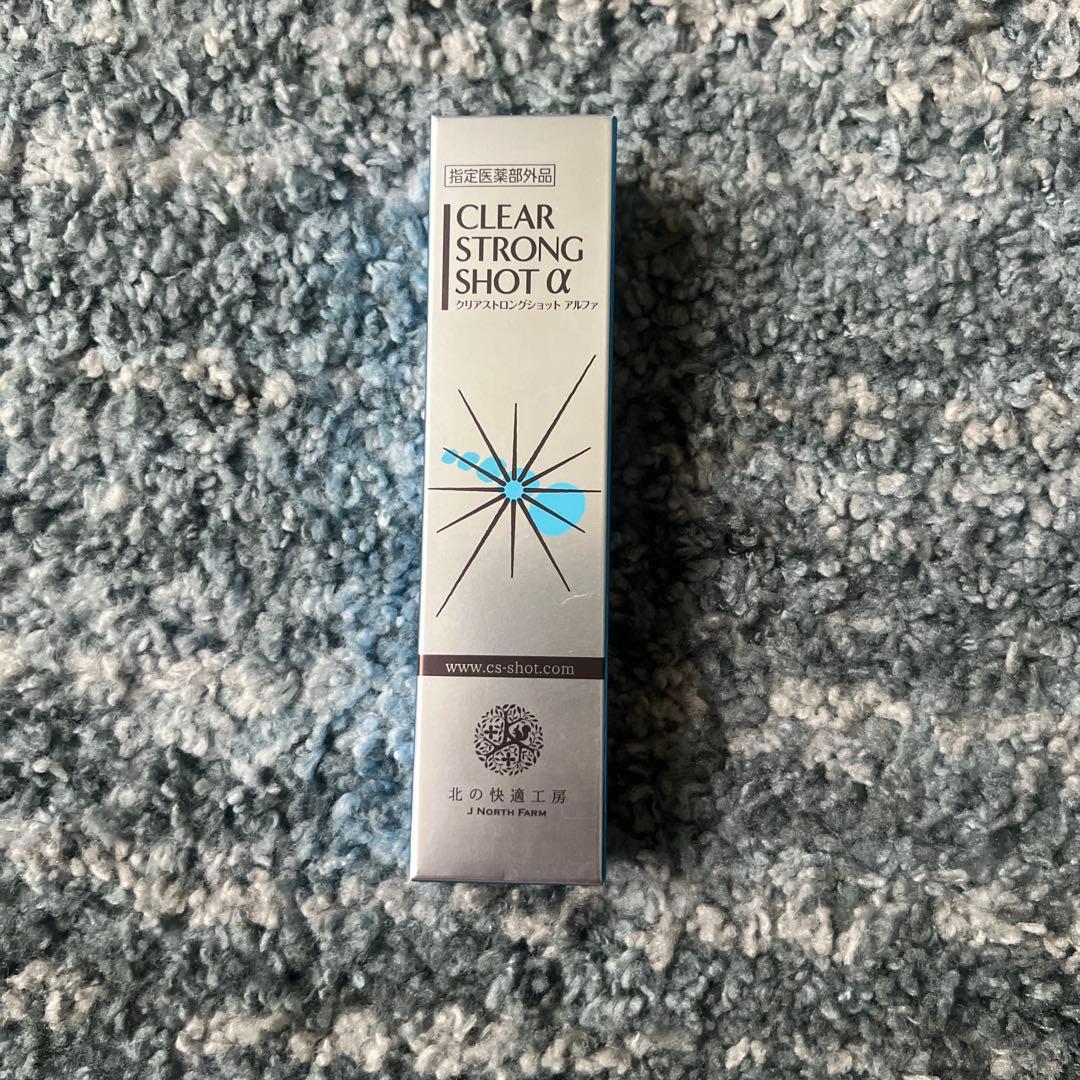 指定医薬部外品
CLEAR
STRONG
SHOT α
クリアストロングショット アルファ
www.cs-shot.com
北の快適工房
J NORTH FARM